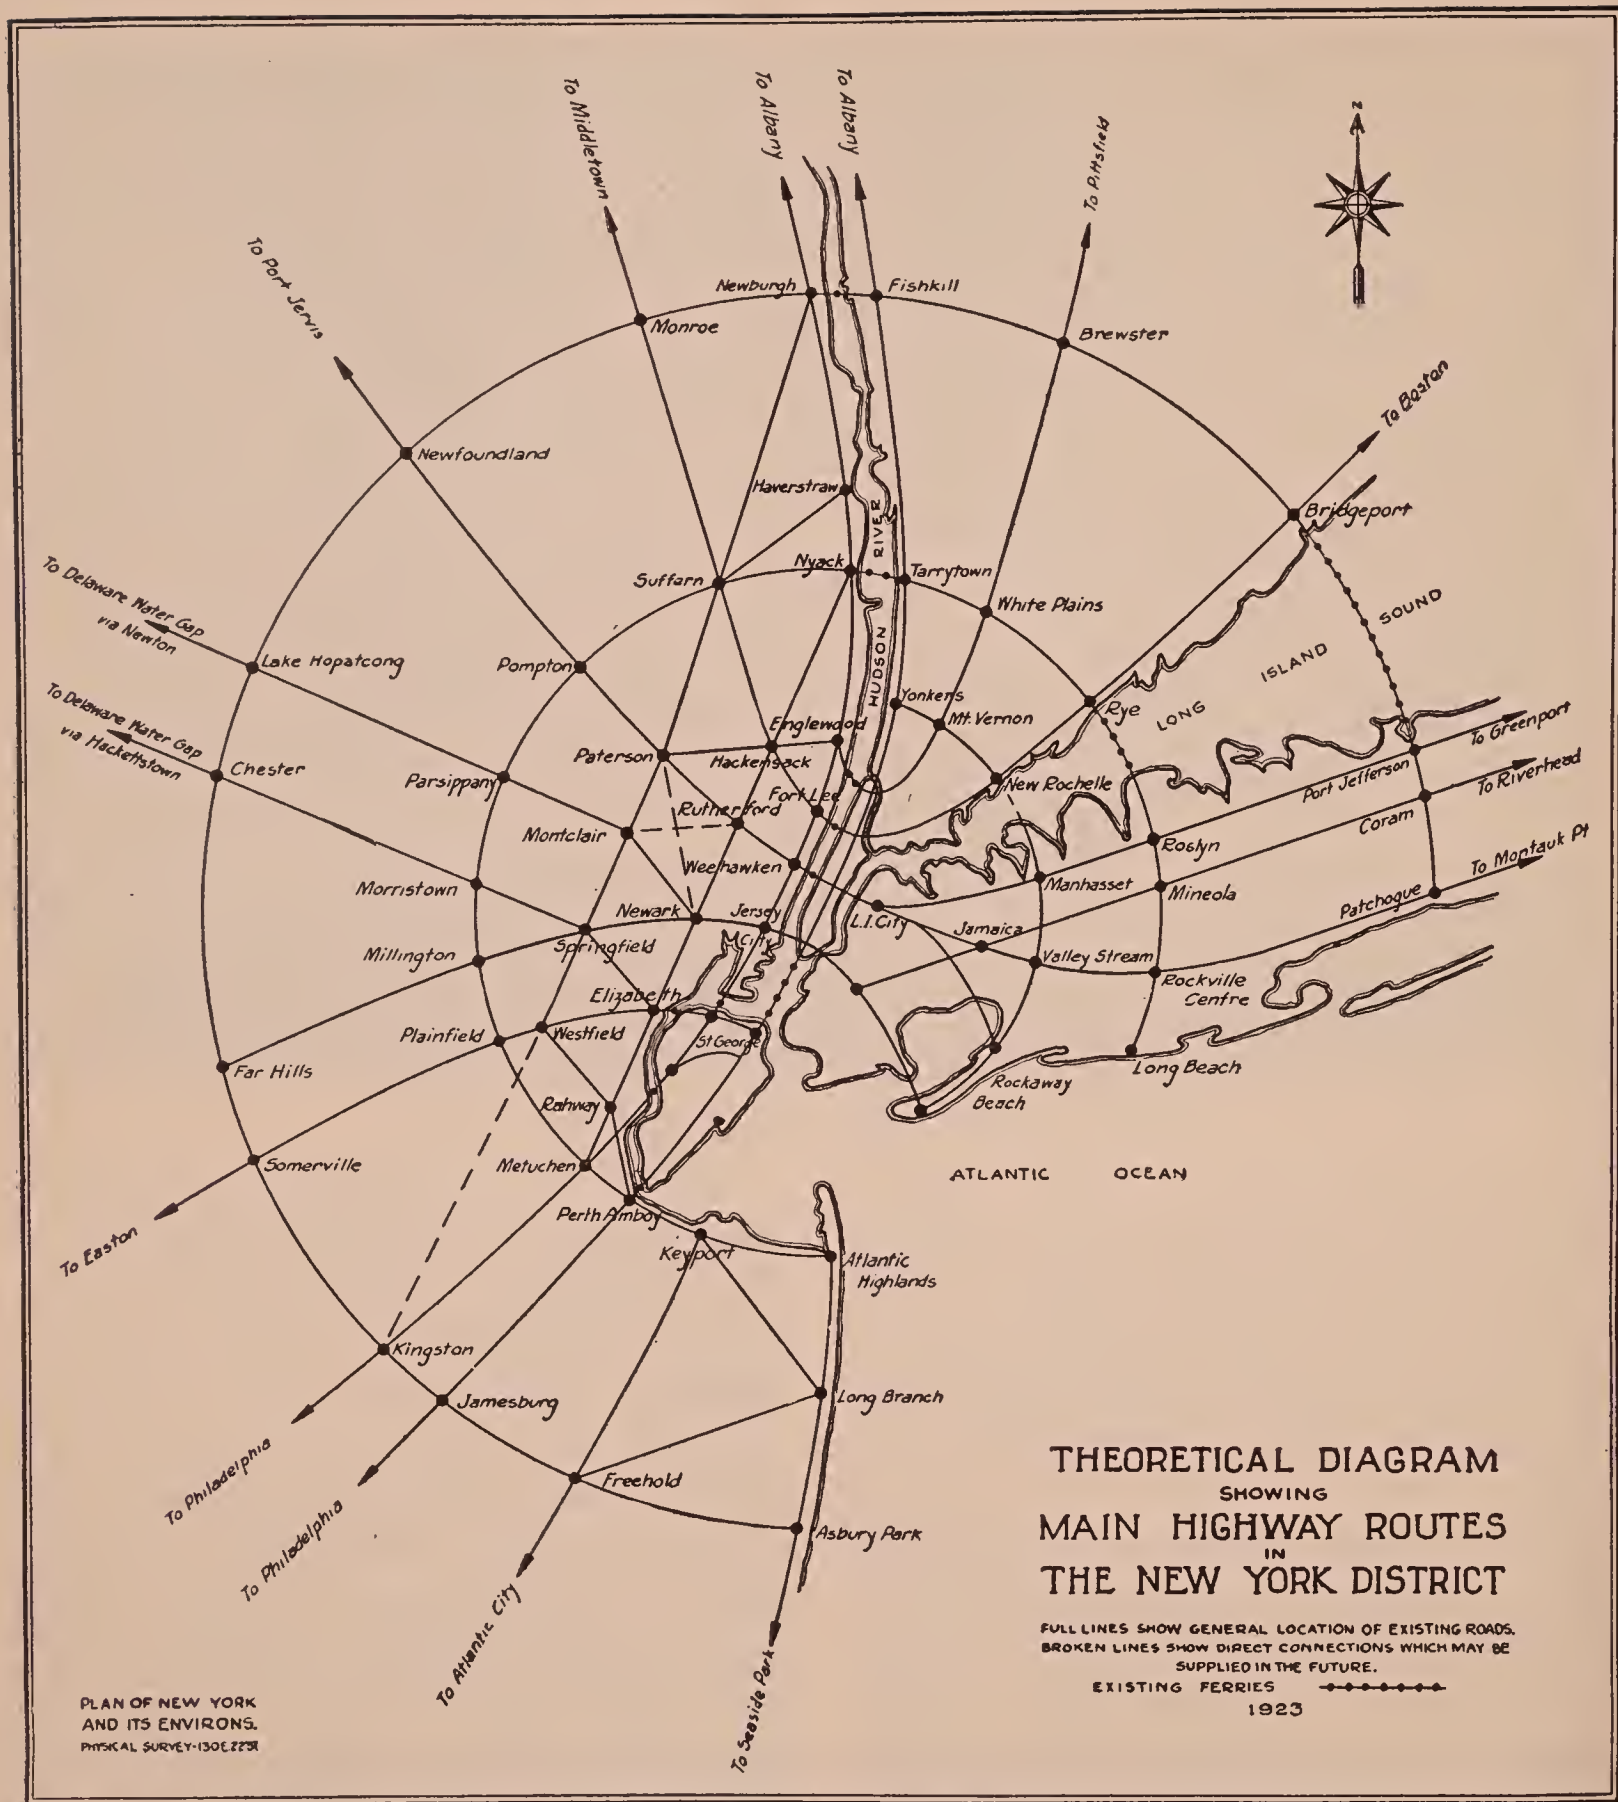 To Middletown
To Albany
To Albany
To Pittsfield
N
To Port Jervis
Newburgh
Fishkill
Monroe
Brewster
To Boston
Newfoundland
Haverstraw
Bridgeport
HUDSON RIVER
Nyack
Tarrytown
Suffarn
White Plains
LONG ISLAND SOUND
To Delaware Water Gap
via Newton
Lake Hopatcong
Pompton
Yonkers
Mt. Vernon
Rye
To Delaware Water Gap
via Hackettstown
Englewood
Hackensack
Paterson
Chester
Parsippany
Fort Lee
New Rochelle
To Greenport
Port Jefferson
To Riverhead
Rutherford
Montclair
Coram
Roslyn
To Montauk Pt
Weehawken
Morristown
Manhasset
Mineola
Patchogue
Newark
Jersey
City
L.I. City
Jamaica
Springfield
Millington
Valley Stream
Rockville
Centre
Elizabeth
Plainfield
Westfield
St George
Far Hills
Long Beach
Rockaway
Beach
Rahway
Somerville
Metuchen
ATLANTIC OCEAN
Perth Amboy
Keyport
To Easton
Atlantic
Highlands
Kingston
Jamesburg
Long Branch
To Philadelphia
Freehold
To Philadelphia
Asbury Park
To Atlantic City
To Seaside Park
THEORETICAL DIAGRAM
SHOWING
MAIN HIGHWAY ROUTES
IN
THE NEW YORK DISTRICT
FULL LINES SHOW GENERAL LOCATION OF EXISTING ROADS.
BROKEN LINES SHOW DIRECT CONNECTIONS WHICH MAY BE
SUPPLIED IN THE FUTURE.
EXISTING FERRIES
1923
PLAN OF NEW YORK
AND ITS ENVIRONS.
PHYSICAL SURVEY